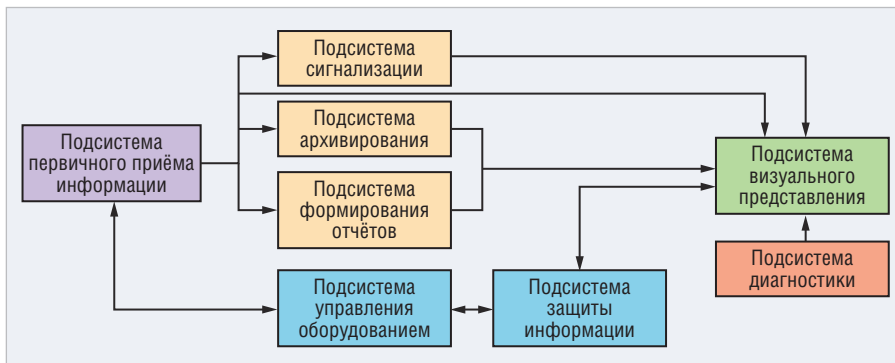 Подсистема
сигнализации
Подсистема
первичного приёма
информации
Подсистема
архивирования
Подсистема
формирования
отчётов
Подсистема
визуального
представления
Подсистема
диагностики
Подсистема
управления
оборудованием
Подсистема
защиты
информации